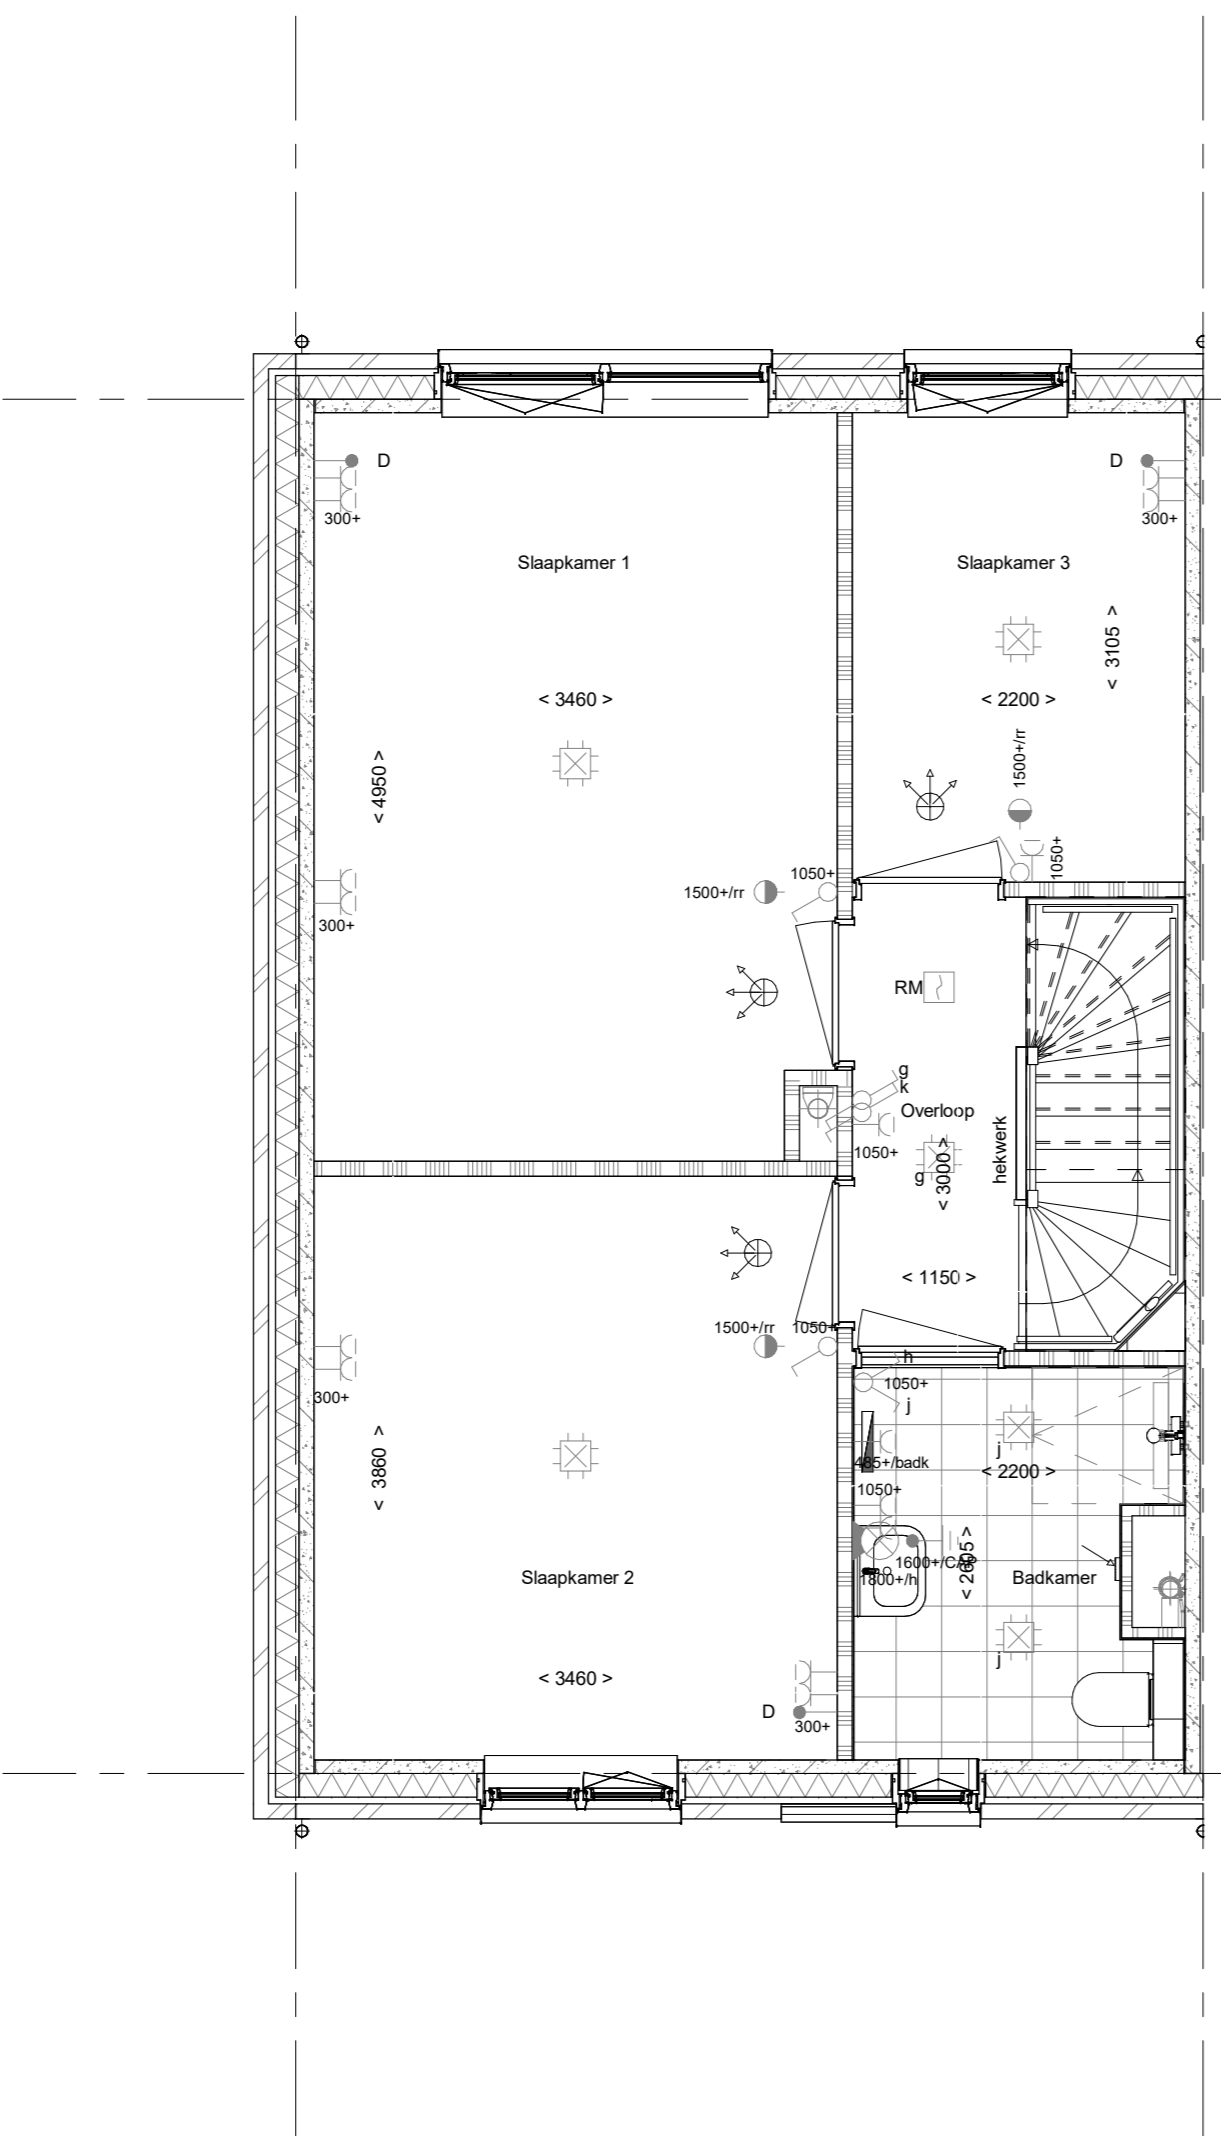 D
D
300+
300+
Slaapkamer 1
Slaapkamer 3
< 3105 >
< 3460 >
< 2200 >
1500+/rr
< 4950 >
1050+
1050+
1500+/rr
300+
RM
g
k
Overloop
hekwerk
1050+
< 3000 >
g
< 1150 >
1500+/rr
1050+
h
1050+
300+
j
j
485+/badk
< 2200 >
< 3860 >
1050+
< 2605 >
1800+/h
Slaapkamer 2
Badkamer
j
< 3460 >
D
300+